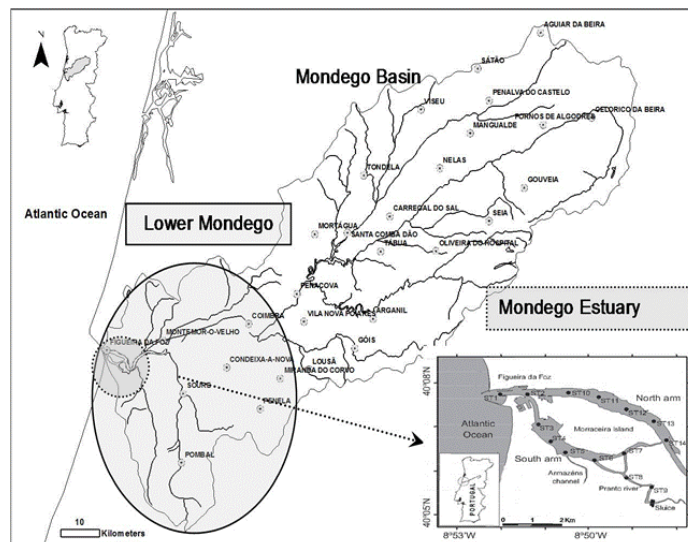 N
AGUIAR DA BEIRA
SÁTÃO
Mondego Basin
PENALVA DO CASTELO
VISEU
FORNOS DE ALGODRES
CELORICO DA BEIRA
MANGUALDE
TONDELA
NELAS
GOUVEIA
Atlantic Ocean
CARREGAL DO SAL
SEIA
Lower Mondego
MORTÁGUA
SANTA COMBA DÃO
TÁBUA
OLIVEIRA DO HOSPITAL
PENACOVA
Mondego Estuary
COIMBRA
VILA NOVA POIARES
ARGANIL
MONTEMOR-O-VELHO
FIGUEIRA DA FOZ
GÓIS
CONDEIXA-A-NOVA
LOUSÃ
MIRANDA DO CORVO
SOURE
PENELA
POMBAL
10
Kilometers
40°08'
Figueira da Foz
North arm
ST1
ST2
ST10
ST11
ST12
ST13
ST14
Atlantic
Ocean
Morraceira Island
ST3
ST4
ST5
ST6
ST7
South arm
Armazéns
channel
ST8
Pranto river
ST9
Sluice
PORTUGAL
40°05'
0 1 2 Km
8°53'W
8°50'W